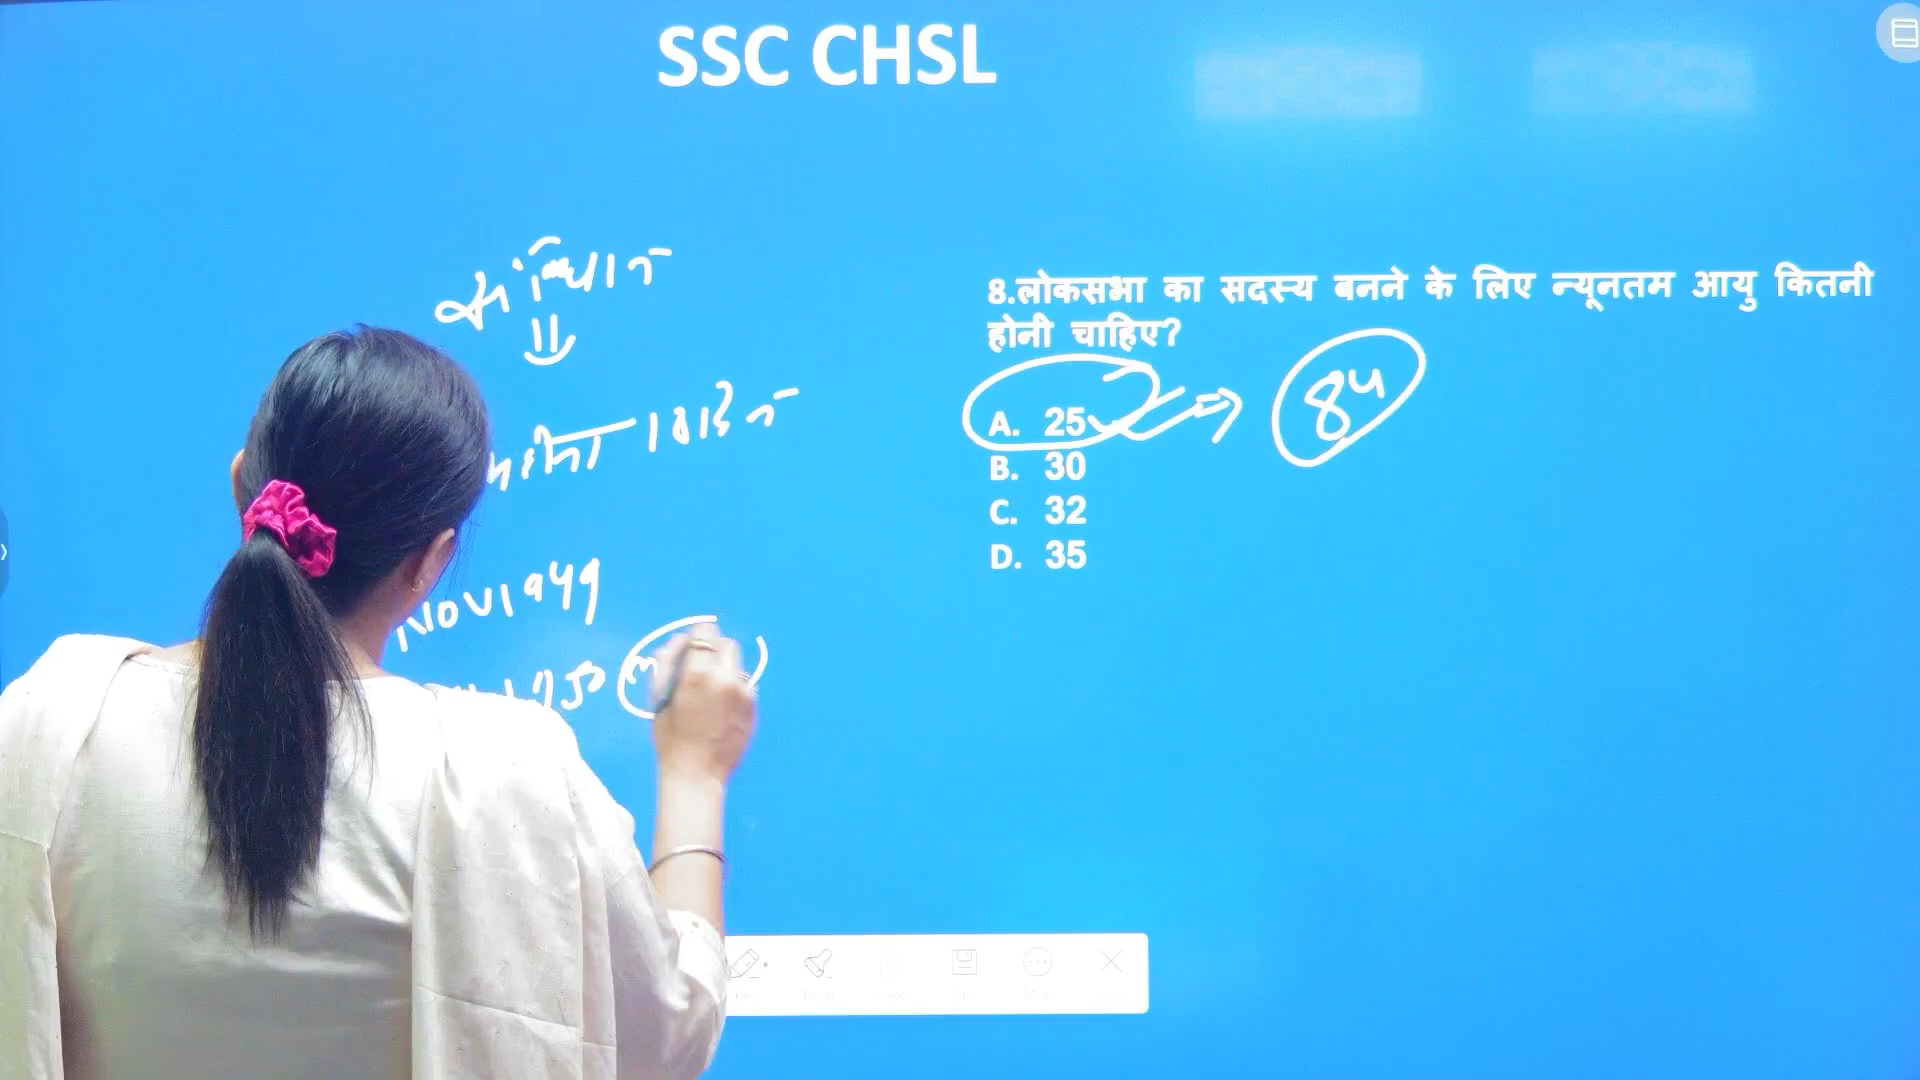 SSC CHSL
संविधान
Nov 1949
8.लोकसभा का सदस्य बनने के लिए न्यूनतम आयु कितनी
होनी चाहिए?
A. 25
84
B. 30
C. 32
D. 35